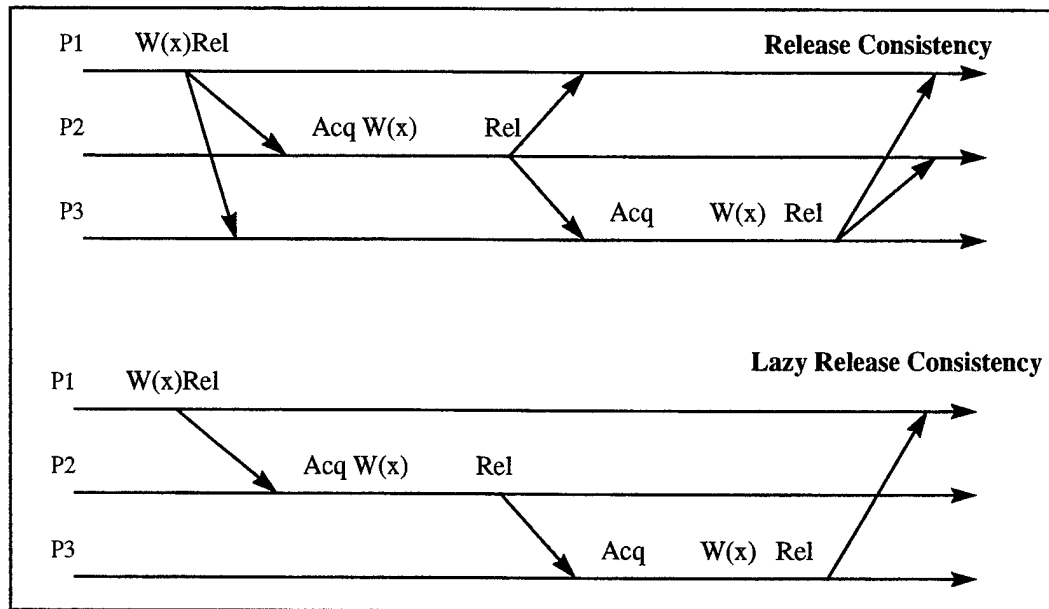 P1 W(x)Rel Release Consistency
P2 Acq W(x) Rel
P3 Acq W(x) Rel
Lazy Release Consistency
P1 W(x)Rel
P2 Acq W(x) Rel
P3 Acq W(x) Rel